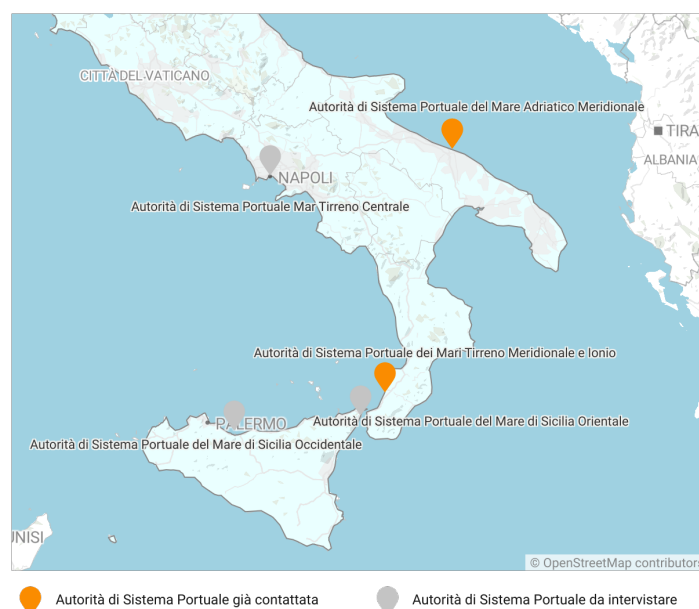 CITTÀ DEL VATICANO
Autorità di Sistema Portuale del Mare Adriatico Meridionale
TIRA
ALBANIA
NAPOLI
Autorità di Sistema Portuale Mar Tirreno Centrale
Autorità di Sistema Portuale dei Mari Tirreno Meridionale e Ionio
PALERMO
Autorità di Sistema Portuale del Mare di Sicilia Orientale
Autorità di Sistema Portuale del Mare di Sicilia Occidentale
UNISI
© OpenStreetMap contributors
Autorità di Sistema Portuale già contattata
Autorità di Sistema Portuale da intervistare